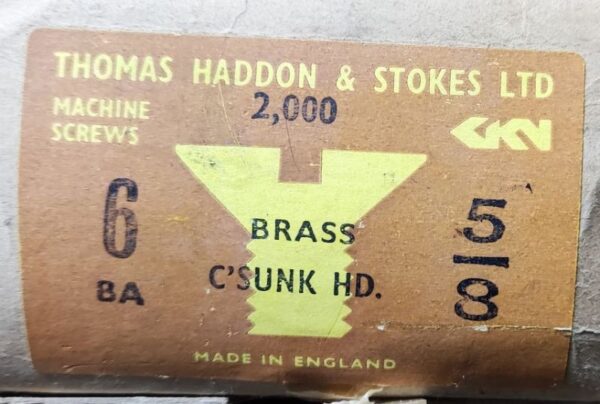 THOMAS HADDON & STOKES LTD
MACHINE
SCREWS
2,000
GKN
6
BA
BRASS
C'SUNK HD.
5
8
MADE IN ENGLAND